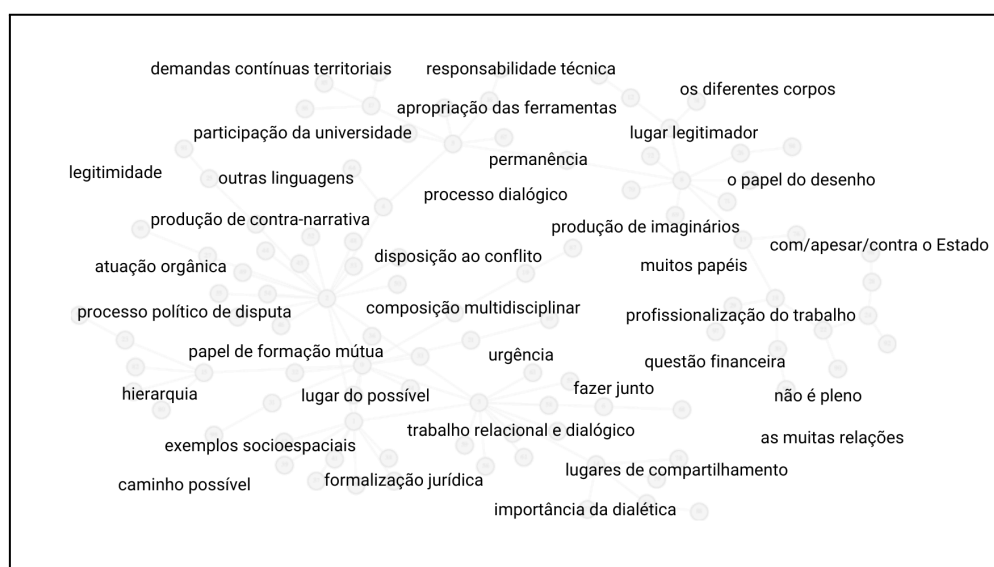 demandas contínuas territoriais
responsabilidade técnica
os diferentes corpos
apropriação das ferramentas
participação da universidade
lugar legitimador
permanência
legitimidade
outras linguagens
o papel do desenho
processo dialógico
produção de contra-narrativa
produção de imaginários
com/apesar/contra o Estado
disposição ao conflito
atuação orgânica
muitos papéis
processo político de disputa
composição multidisciplinar
profissionalização do trabalho
papel de formação mútua
urgência
questão financeira
fazer junto
hierarquia
lugar do possível
não é pleno
trabalho relacional e dialógico
as muitas relações
exemplos socioespaciais
lugares de compartilhamento
caminho possível
formalização jurídica
importância da dialética